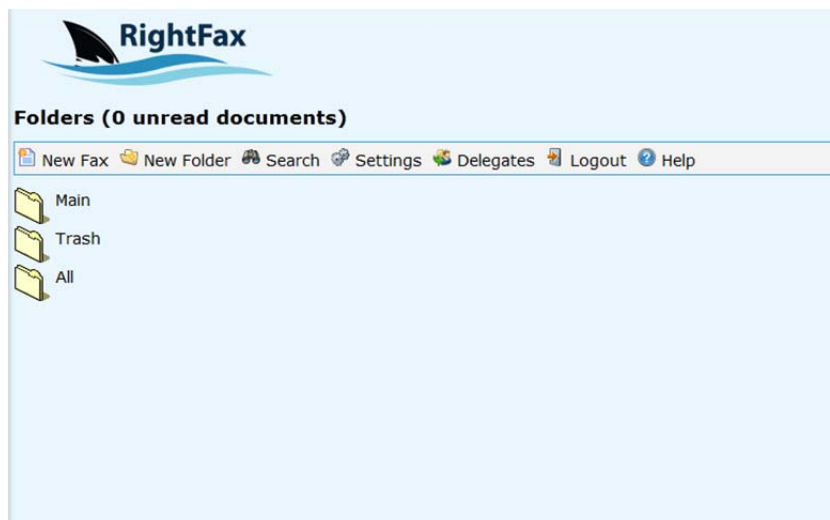 RightFax
Folders (0 unread documents)
New Fax New Folder Search Settings Delegates Logout Help
Main
Trash
All